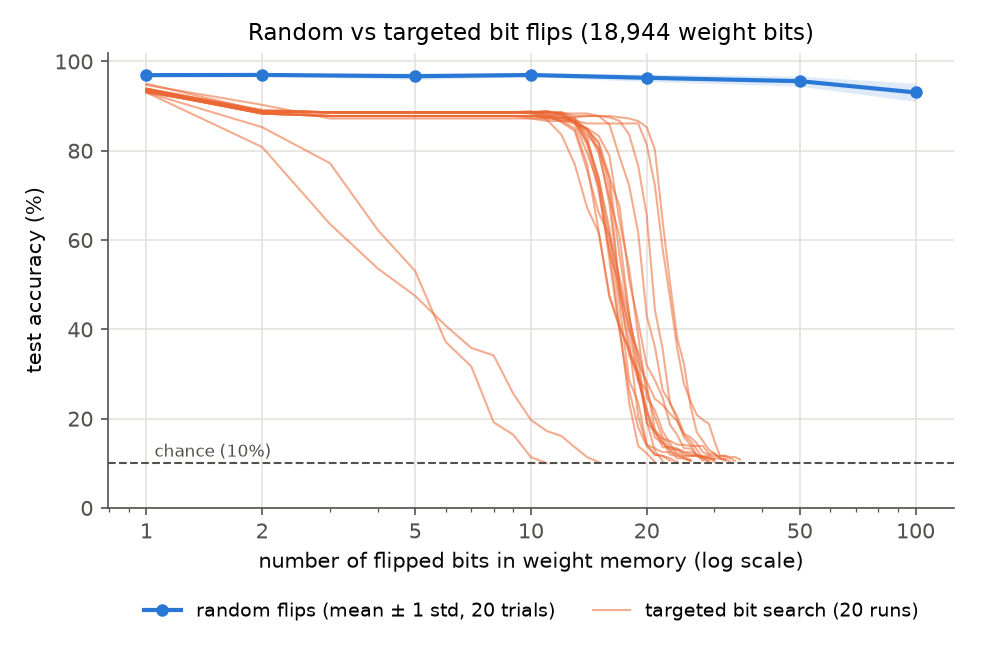 Random vs targeted bit flips (18,944 weight bits)
100
80
60
40
20
0
test accuracy (%)
chance (10%)
1 2 5 10 20 50 100
number of flipped bits in weight memory (log scale)
random flips (mean ± 1 std, 20 trials) targeted bit search (20 runs)